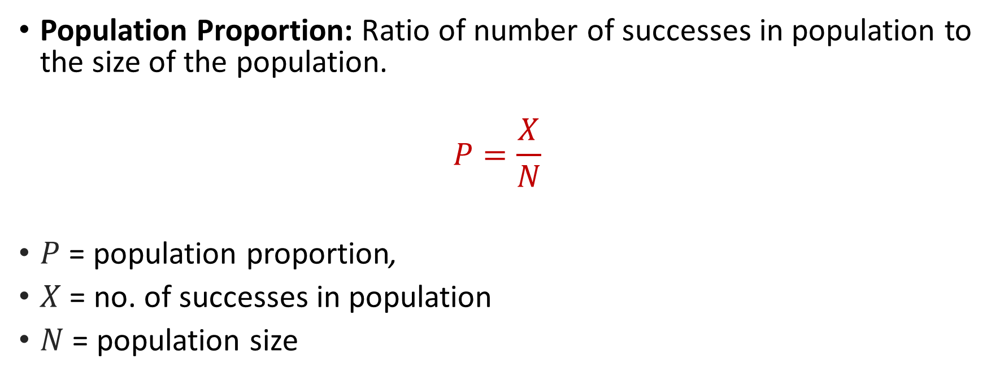 • Population Proportion: Ratio of number of successes in population to
the size of the population.
P = X/N
• P = population proportion,
• X = no. of successes in population
• N = population size